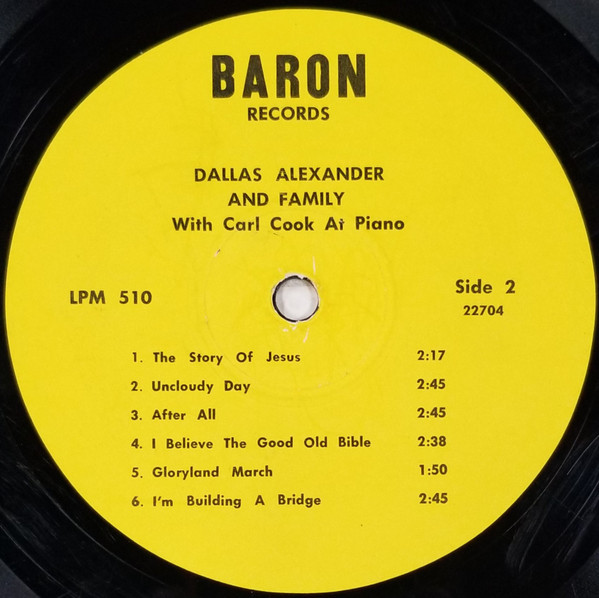 BARON
RECORDS
DALLAS ALEXANDER
AND FAMILY
With Carl Cook At Piano
LPM 510
Side 2
22704
1. The Story Of Jesus 2:17
2. Uncloudy Day 2:45
3. After All 2:45
4. I Believe The Good Old Bible 2:38
5. Gloryland March 1:50
6. I'm Building A Bridge 2:45